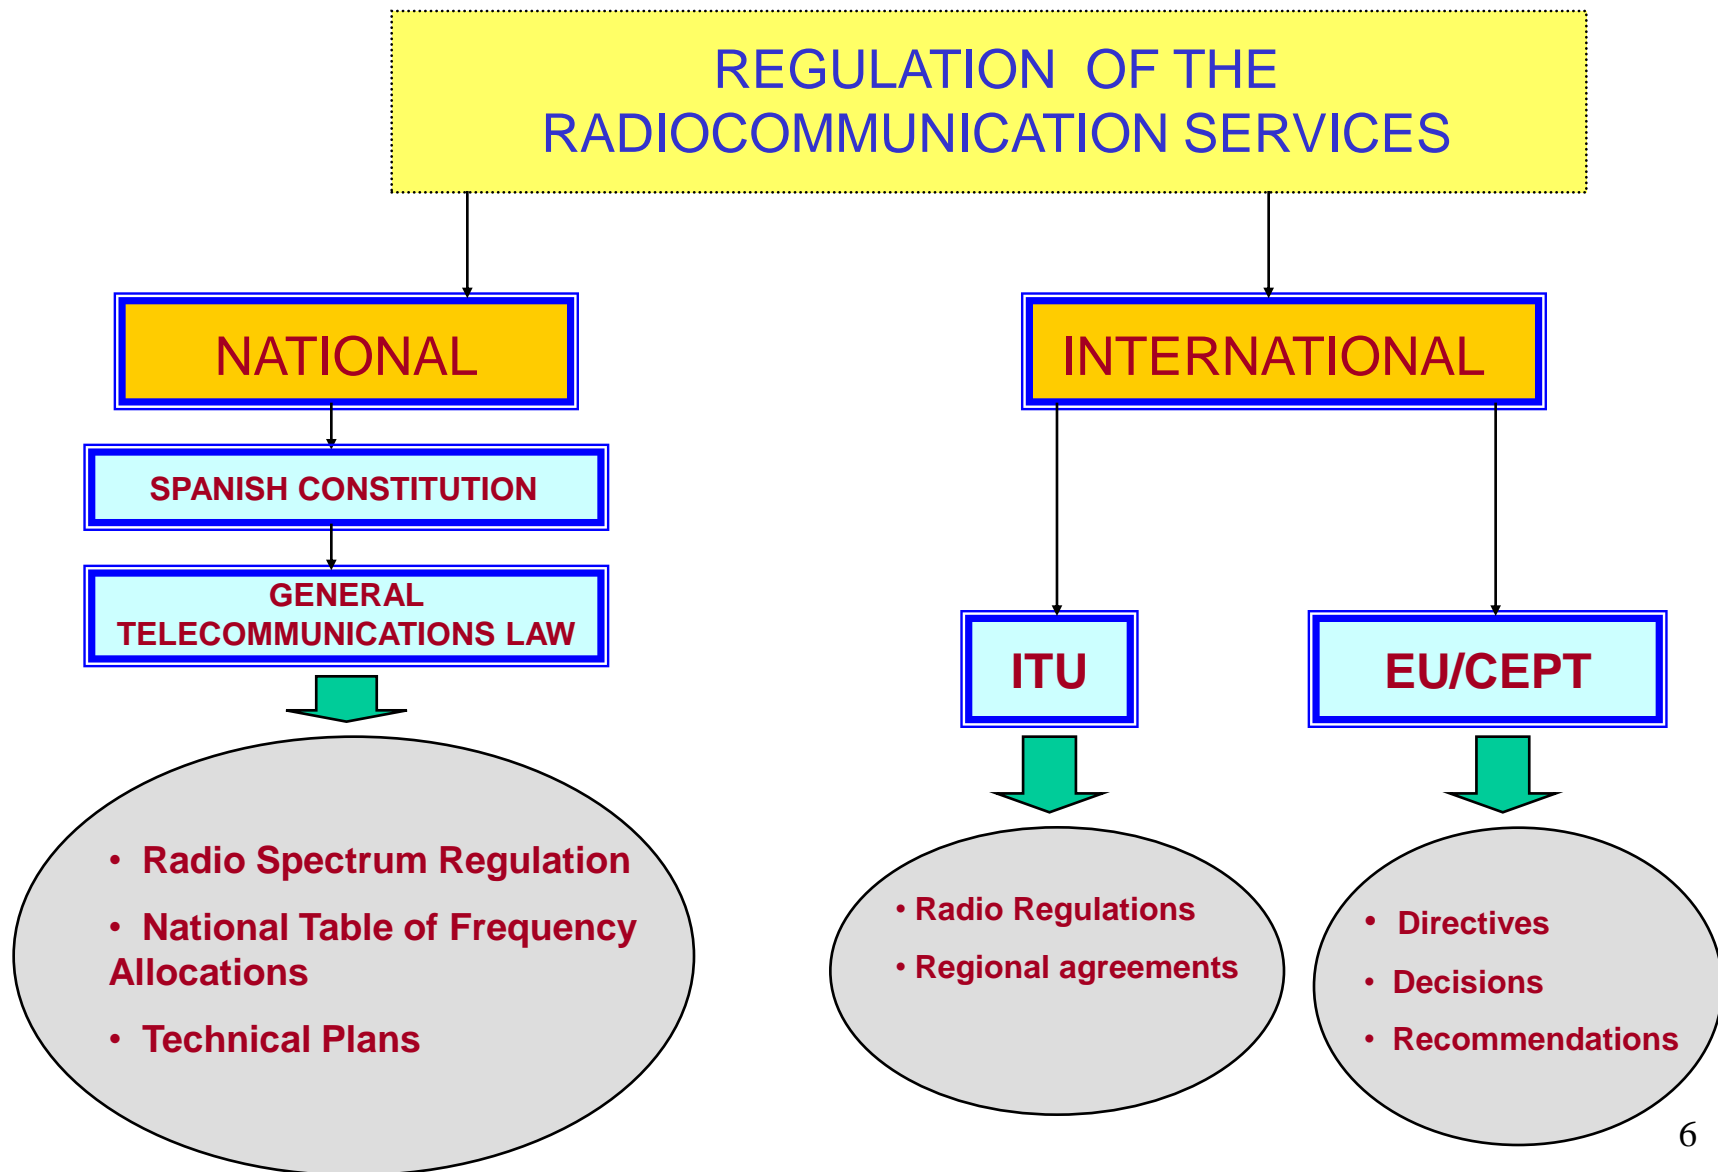 REGULATION OF THE
RADIOCOMMUNICATION SERVICES
NATIONAL
INTERNATIONAL
SPANISH CONSTITUTION
GENERAL
TELECOMMUNICATIONS LAW
ITU
EU/CEPT
• Radio Spectrum Regulation
• National Table of Frequency
Allocations
• Technical Plans
• Radio Regulations
• Regional agreements
• Directives
• Decisions
• Recommendations
6